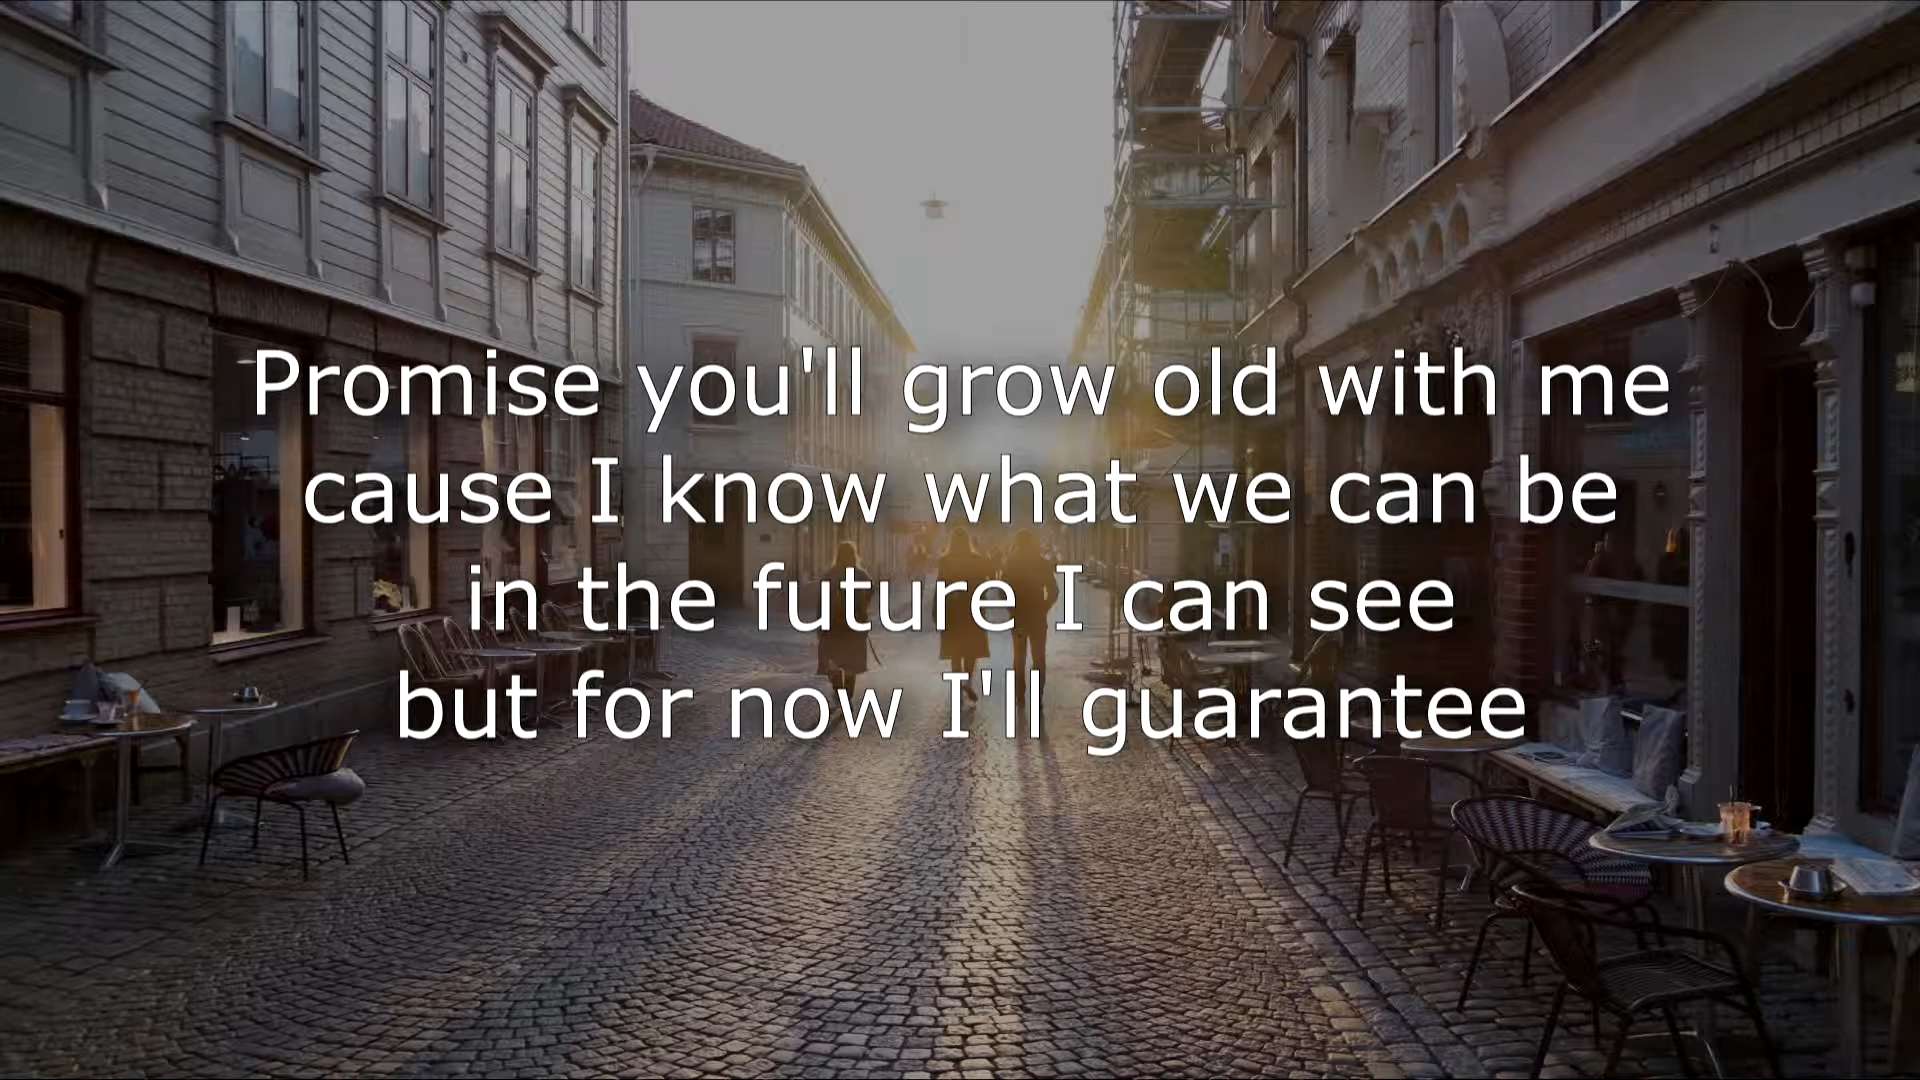 Promise you'll grow old with me
cause I know what we can be
in the future I can see
but for now I'll guarantee